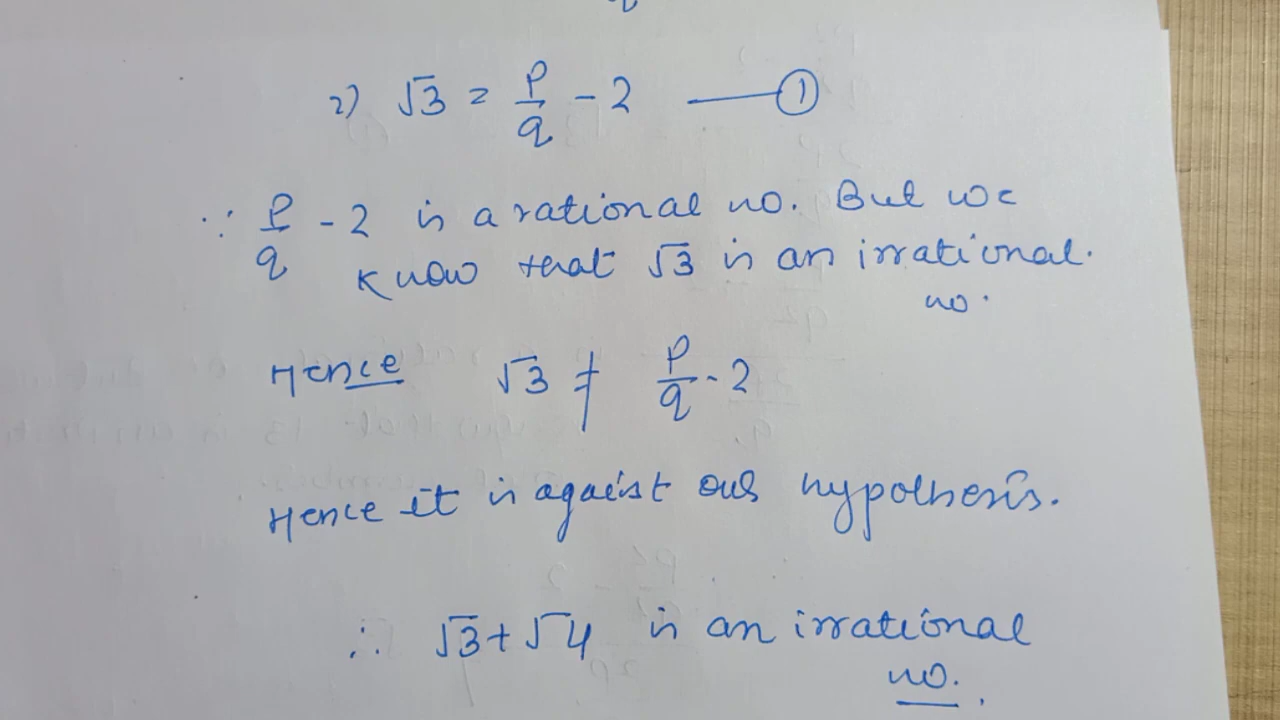 2) √3 = p/q - 2 —— ①
∵ p/q - 2 is a rational no. But we
know that √3 is an irrational.
no.
Hence √3 ≠ p/q - 2
Hence it is against our hypothesis.
∴ √3 + √4 is an irrational
no.